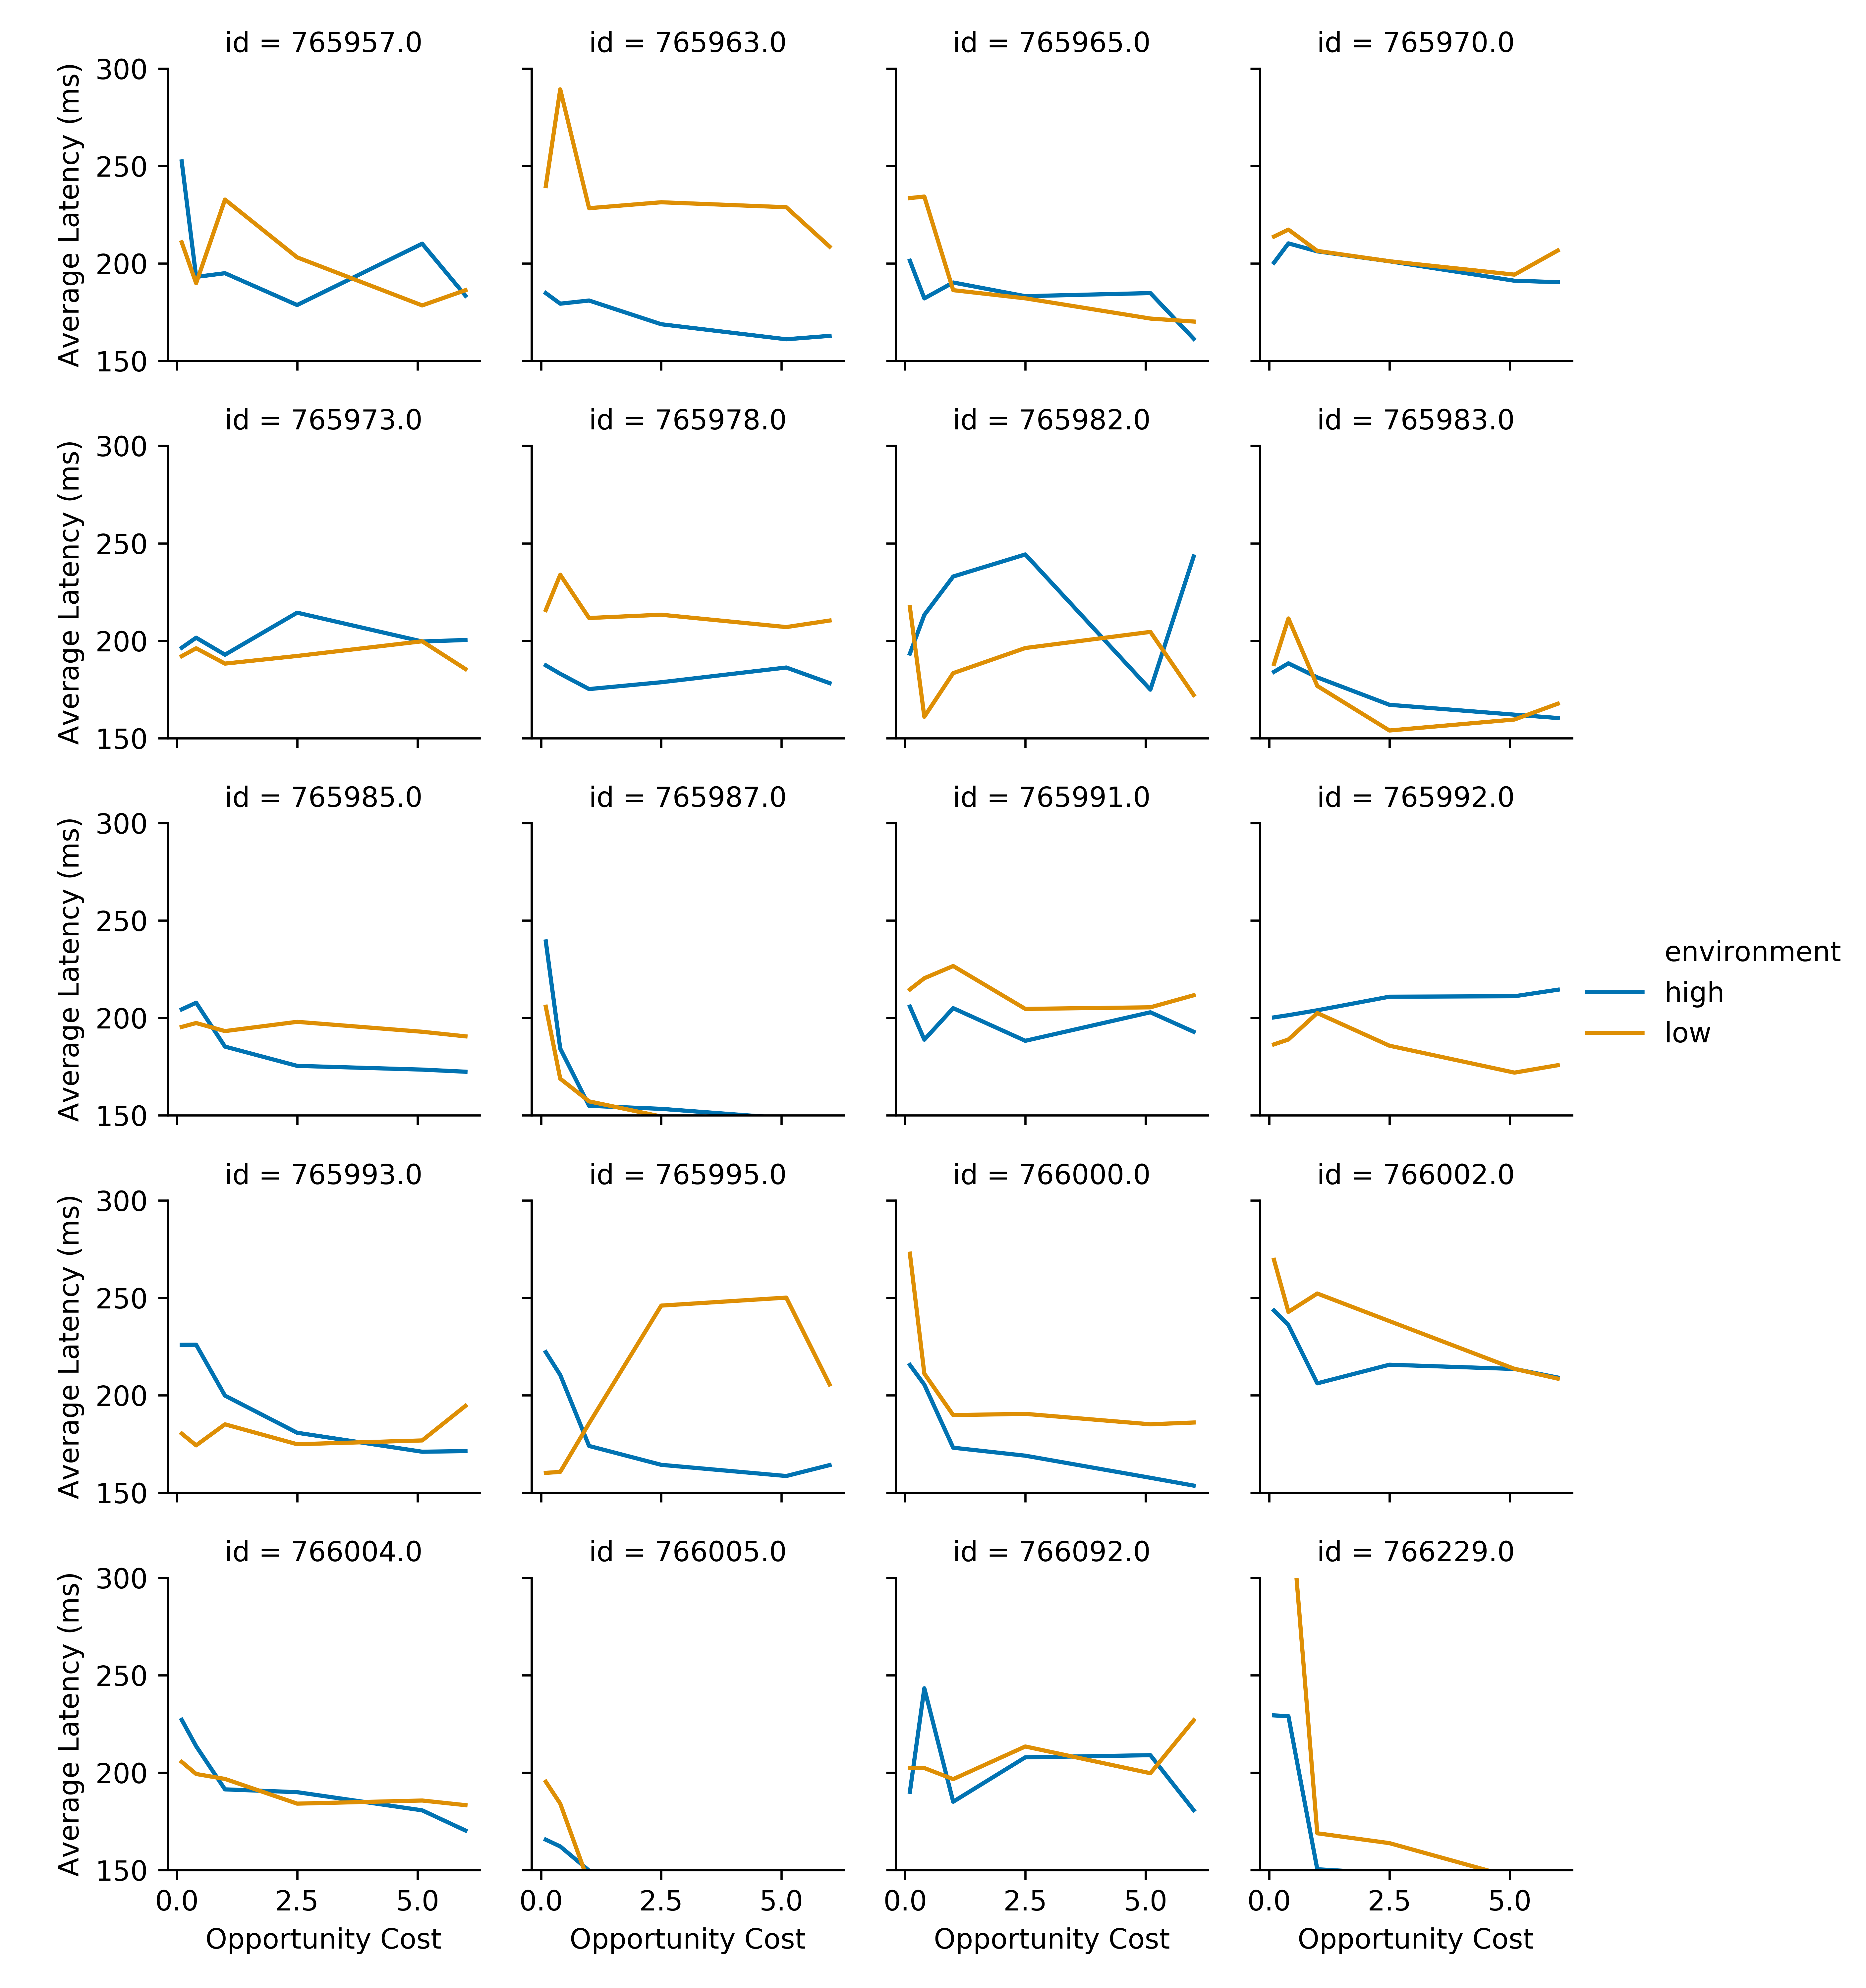 id = 765957.0
id = 765963.0
id = 765965.0
id = 765970.0
Average Latency (ms)
300
250
200
150
id = 765973.0
id = 765978.0
id = 765982.0
id = 765983.0
Average Latency (ms)
300
250
200
150
id = 765985.0
id = 765987.0
id = 765991.0
id = 765992.0
Average Latency (ms)
300
250
200
150
environment
high
low
id = 765993.0
id = 765995.0
id = 766000.0
id = 766002.0
Average Latency (ms)
300
250
200
150
id = 766004.0
id = 766005.0
id = 766092.0
id = 766229.0
Average Latency (ms)
300
250
200
150
0.0 2.5 5.0
0.0 2.5 5.0
0.0 2.5 5.0
0.0 2.5 5.0
Opportunity Cost
Opportunity Cost
Opportunity Cost
Opportunity Cost